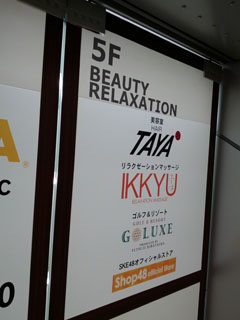 5F
BEAUTY
RELAXATION
美容室
HAIR
TAYA
リラクゼーションマッサージ
IKKYU
RELAXATION MASSAGE
ゴルフ&リゾート
GOLF & RESORT
GOLUXE
SKE48オフィシャルストア
Shop48 official Store
A
C
0